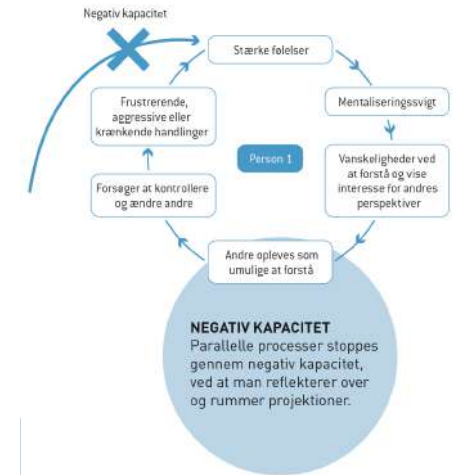 Negativ kapacitet
Stærke følelser
Mentaliseringssvigt
Vanskeligheder ved
at forstå og vise
interesse for andres
perspektiver
Andre opleves som
umulige at forstå
Forsøger at kontrollere
og ændre andre
Frustrerende,
aggressive eller
krænkende handlinger
Person 1
NEGATIV KAPACITET
Parallelle processer stoppes
gennem negativ kapacitet,
ved at man reflekterer over
og rummer projektioner.